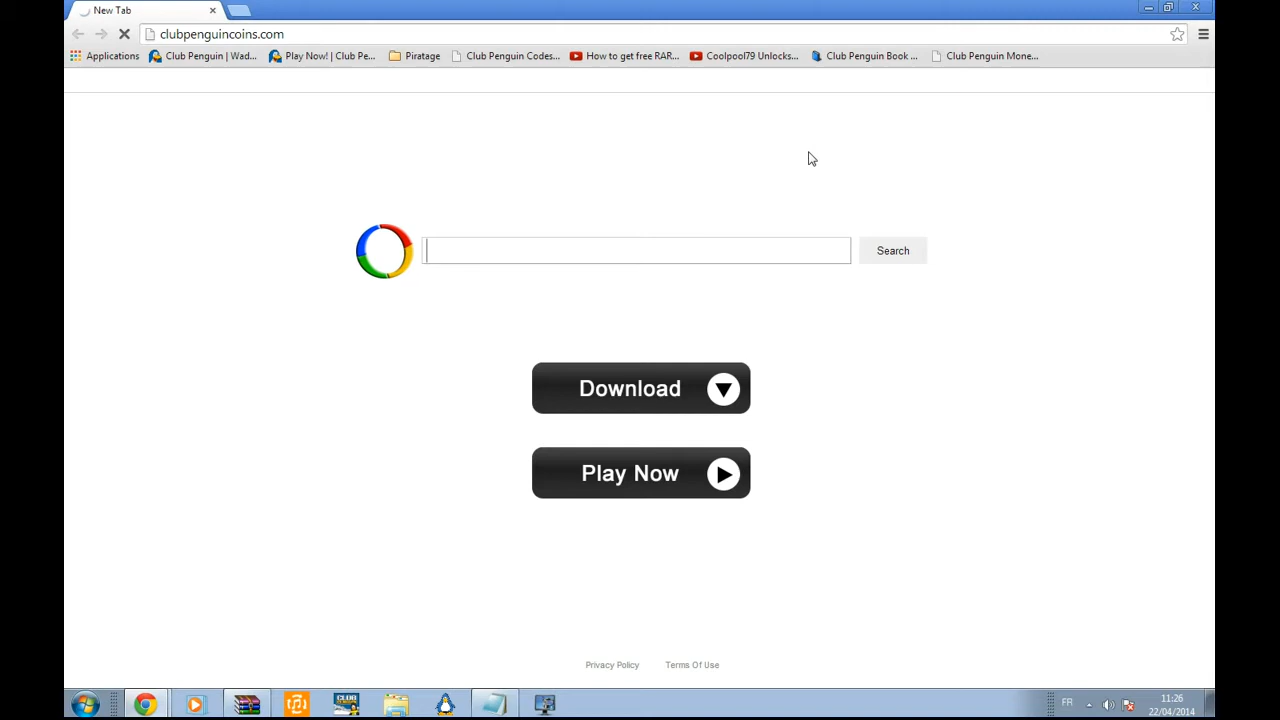 New Tab
clubpenguincoins.com
Applications
Club Penguin | Wad...
Play Now! | Club Pe...
Piratage
Club Penguin Codes...
How to get free RAR...
Coolpool79 Unlocks...
Club Penguin Book ...
Club Penguin Mone...
Search
Download
Play Now
Privacy Policy
Terms Of Use
CLUB
FR
11:26
22/04/2014